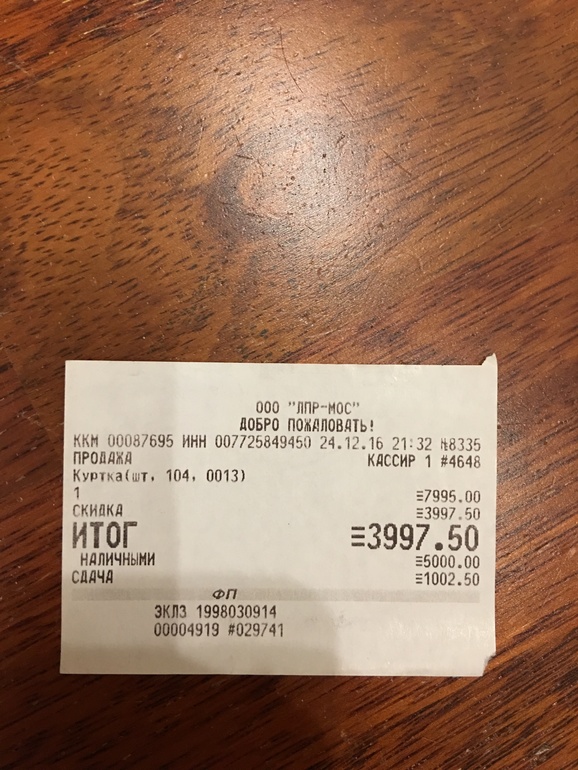 ООО "ЛПР-МОС"
ДОБРО ПОЖАЛОВАТЬ!
ККМ 00087695 ИНН 007725849450 24.12.16 21:32 №8335
ПРОДАЖА КАССИР 1 #4648
Куртка(шт. 104. 0013)
1 ≡7995.00
СКИДКА ≡3997.50
ИТОГ ≡3997.50
НАЛИЧНЫМИ ≡5000.00
СДАЧА ≡1002.50
ФП
ЭКЛЗ 1998030914
00004919 #029741